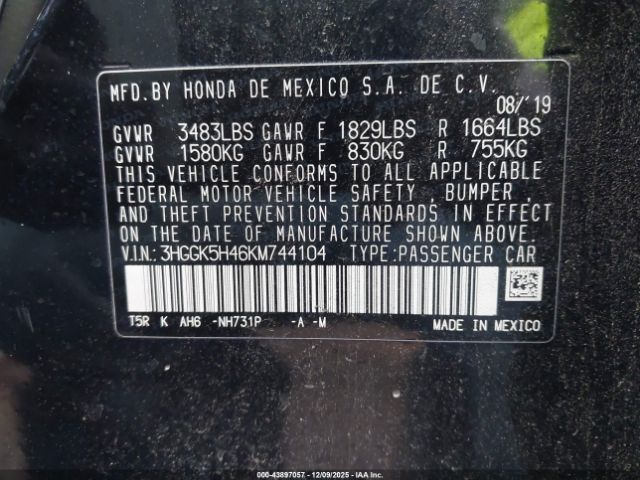 MFD.BY HONDA DE MEXICO S.A. DE C.V.
08/'19
GVWR 3483LBS GAWR F 1829LBS R 1664LBS
GVWR 1580KG GAWR F 830KG R 755KG
THIS VEHICLE CONFORMS TO ALL APPLICABLE
FEDERAL MOTOR VEHICLE SAFETY , BUMPER ,
AND THEFT PREVENTION STANDARDS IN EFFECT
ON THE DATE OF MANUFACTURE SHOWN ABOVE.
V.I.N.: 3HGGK5H46KM744104 TYPE:PASSENGER CAR
T5R K AH6 -NH731P -A -M MADE IN MEXICO
000-43897057 - 12/09/2025 - IAA Inc.